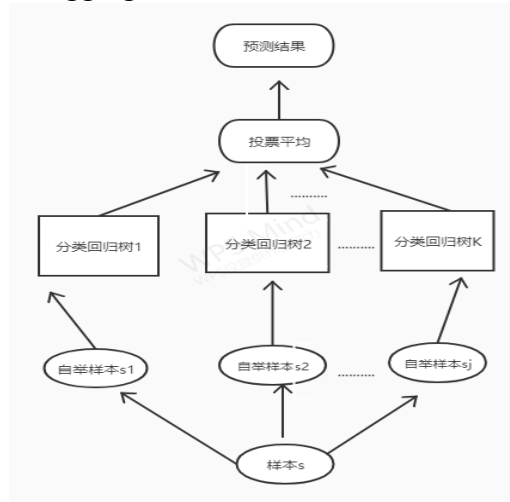 预测结果
投票平均
..........
分类回归树1
分类回归树2
..........
分类回归树K
自举样本s1
自举样本s2
..........
自举样本sj
样本s